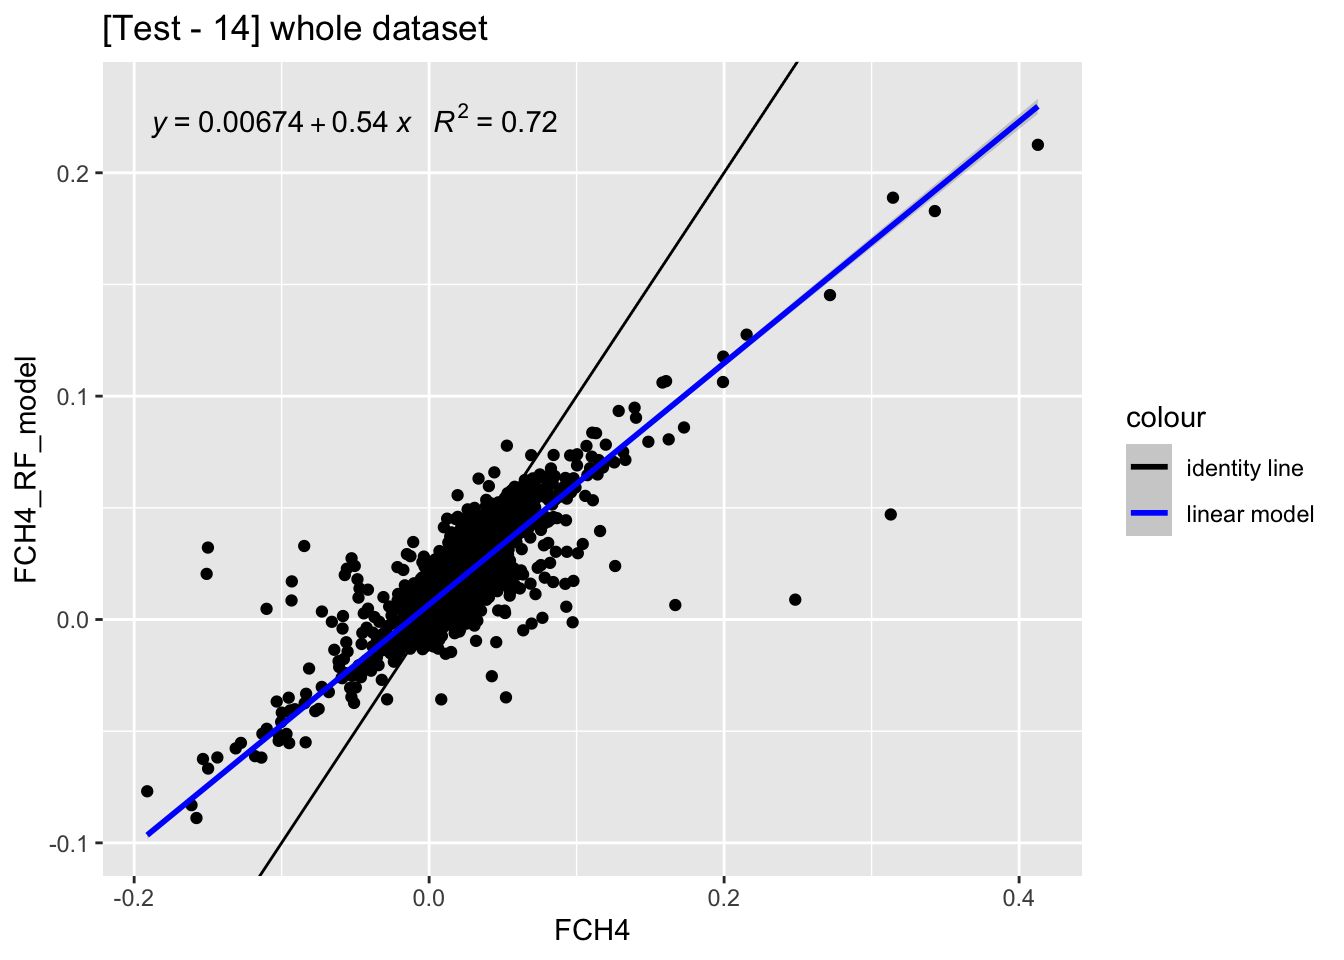 [Test - 14] whole dataset
y = 0.00674 + 0.54 x  R² = 0.72
FCH4_RF_model
0.2
0.1
0.0
-0.1
-0.2
0.0
0.2
0.4
FCH4
colour
identity line
linear model